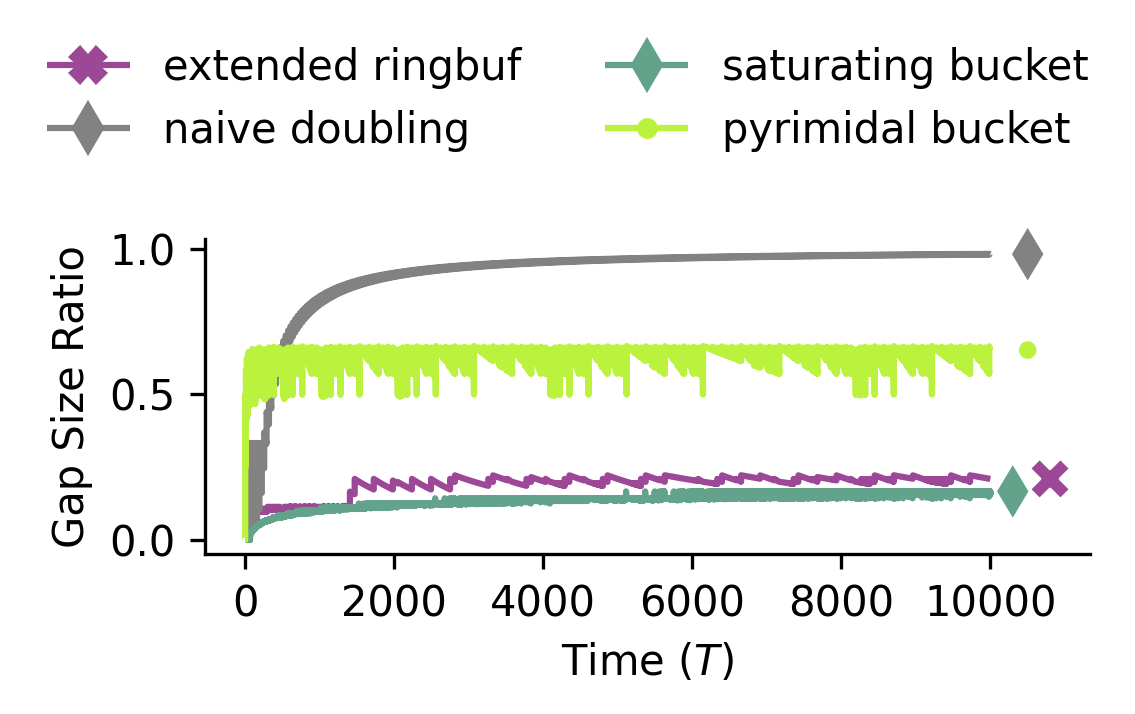 extended ringbuf
naive doubling
saturating bucket
pyrimidal bucket
Gap Size Ratio
1.0
0.5
0.0
0 2000 4000 6000 8000 10000
Time (T)